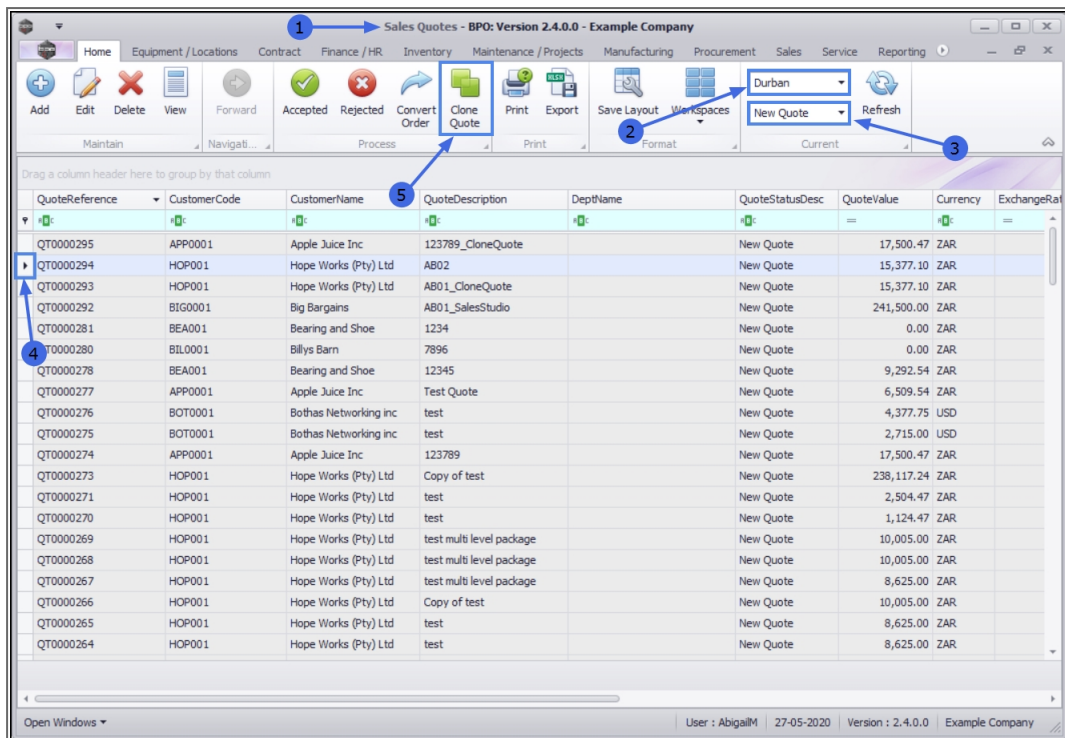 1
Sales Quotes - BPO: Version 2.4.0.0 - Example Company
Home Equipment / Locations Contract Finance / HR Inventory Maintenance / Projects Manufacturing Procurement Sales Service Reporting
Add Edit Delete View Forward Accepted Rejected Convert Order Clone Quote Print Export Save Layout Workspaces Durban New Quote Refresh
2
3
Maintain Navigati... Process Print Format Current
5
Drag a column header here to group by that column
QuoteReference CustomerCode CustomerName QuoteDescription DeptName QuoteStatusDesc QuoteValue Currency ExchangeRat
QT0000295 APP0001 Apple Juice Inc 123789_CloneQuote New Quote 17,500.47 ZAR
QT0000294 HOP001 Hope Works (Pty) Ltd AB02 New Quote 15,377.10 ZAR
QT0000293 HOP001 Hope Works (Pty) Ltd AB01_CloneQuote New Quote 15,377.10 ZAR
QT0000292 BIG0001 Big Bargains AB01_SalesStudio New Quote 241,500.00 ZAR
QT0000281 BEA001 Bearing and Shoe 1234 New Quote 0.00 ZAR
4
T0000280 BIL0001 Billys Barn 7896 New Quote 0.00 ZAR
QT0000278 BEA001 Bearing and Shoe 12345 New Quote 9,292.54 ZAR
QT0000277 APP0001 Apple Juice Inc Test Quote New Quote 6,509.54 ZAR
QT0000276 BOT0001 Bothas Networking inc test New Quote 4,377.75 USD
QT0000275 BOT0001 Bothas Networking inc test New Quote 2,715.00 USD
QT0000274 APP0001 Apple Juice Inc 123789 New Quote 17,500.47 ZAR
QT0000273 HOP001 Hope Works (Pty) Ltd Copy of test New Quote 238,117.24 ZAR
QT0000271 HOP001 Hope Works (Pty) Ltd test New Quote 2,504.47 ZAR
QT0000270 HOP001 Hope Works (Pty) Ltd test New Quote 1,124.47 ZAR
QT0000269 HOP001 Hope Works (Pty) Ltd test multi level package New Quote 10,005.00 ZAR
QT0000268 HOP001 Hope Works (Pty) Ltd test multi level package New Quote 10,005.00 ZAR
QT0000267 HOP001 Hope Works (Pty) Ltd test multi level package New Quote 8,625.00 ZAR
QT0000266 HOP001 Hope Works (Pty) Ltd Copy of test New Quote 10,005.00 ZAR
QT0000265 HOP001 Hope Works (Pty) Ltd test New Quote 8,625.00 ZAR
QT0000264 HOP001 Hope Works (Pty) Ltd test New Quote 8,625.00 ZAR
Open Windows User : AbigailM 27-05-2020 Version : 2.4.0.0 Example Company